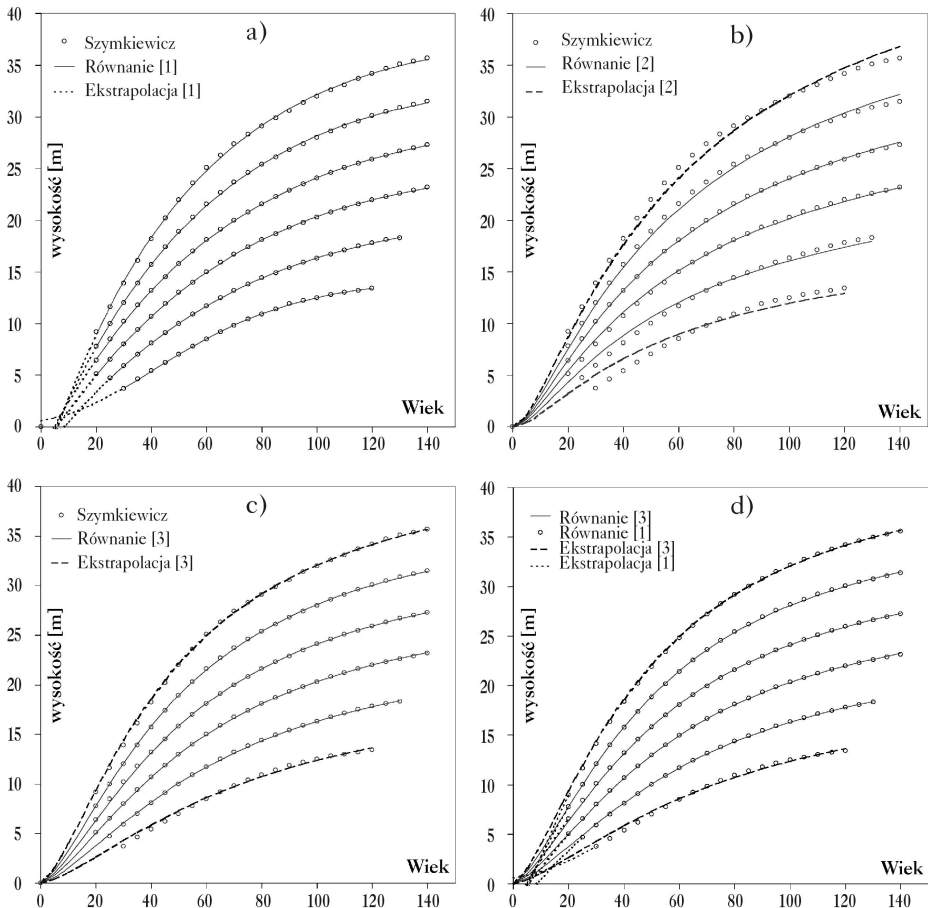 a)
Szymkiewicz
Równanie [1]
Ekstrapolacja [1]
wysokość [m]
Wiek
40
35
30
25
20
15
10
5
0
0 20 40 60 80 100 120 140
b)
Szymkiewicz
Równanie [2]
Ekstrapolacja [2]
wysokość [m]
Wiek
40
35
30
25
20
15
10
5
0
0 20 40 60 80 100 120 140
c)
Szymkiewicz
Równanie [3]
Ekstrapolacja [3]
wysokość [m]
Wiek
40
35
30
25
20
15
10
5
0
0 20 40 60 80 100 120 140
d)
Równanie [3]
Równanie [1]
Ekstrapolacja [3]
Ekstrapolacja [1]
wysokość [m]
Wiek
40
35
30
25
20
15
10
5
0
0 20 40 60 80 100 120 140